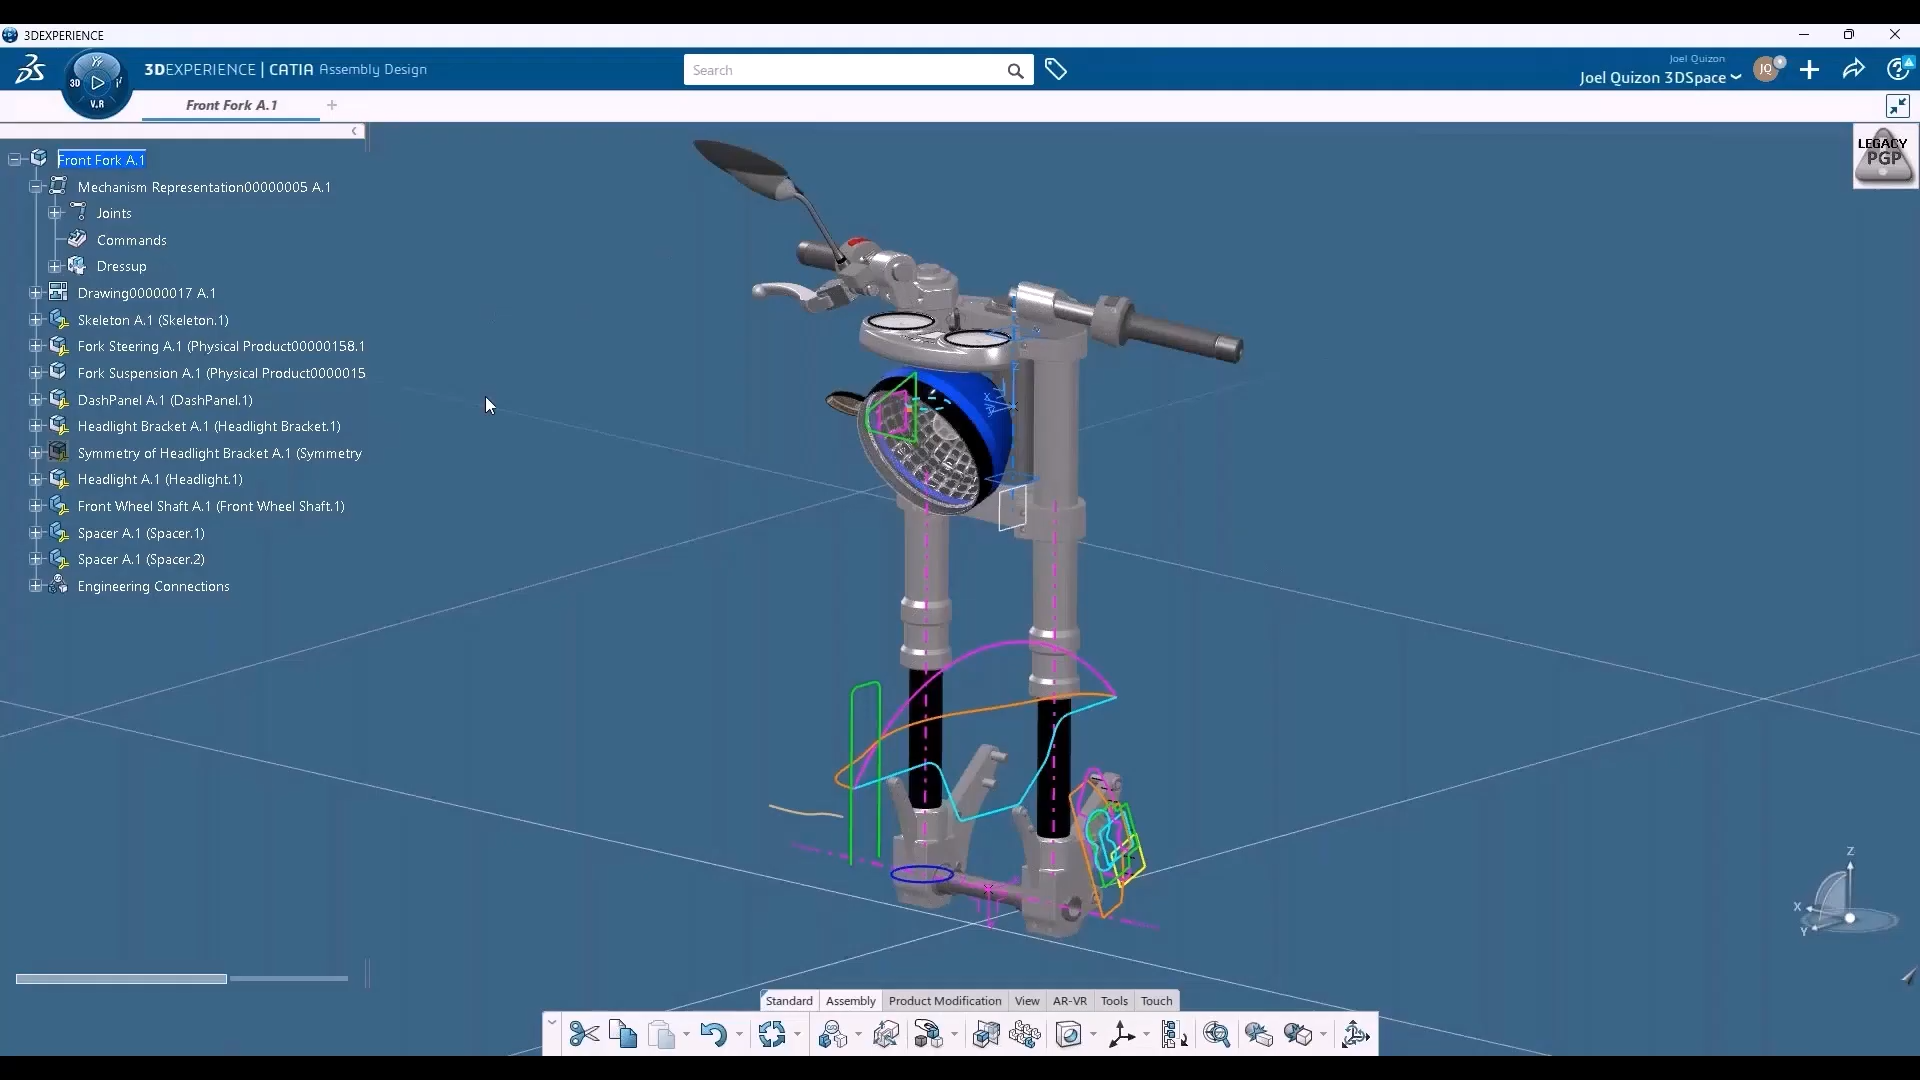 3DEXPERIENCE
3DEXPERIENCE | CATIA Assembly Design
3D
V.R
Search
Joel Quizon
Joel Quizon 3DSpace
JQ
Front Fork A.1
LEGACY
PGP
Front Fork A.1
Mechanism Representation00000005 A.1
Joints
Commands
Dressup
Drawing00000017 A.1
Skeleton A.1 (Skeleton.1)
Fork Steering A.1 (Physical Product00000158.1
Fork Suspension A.1 (Physical Product0000015
DashPanel A.1 (DashPanel.1)
Headlight Bracket A.1 (Headlight Bracket.1)
Symmetry of Headlight Bracket A.1 (Symmetry
Headlight A.1 (Headlight.1)
Front Wheel Shaft A.1 (Front Wheel Shaft.1)
Spacer A.1 (Spacer.1)
Spacer A.1 (Spacer.2)
Engineering Connections
Z
X
Y
Standard
Assembly
Product Modification
View
AR-VR
Tools
Touch